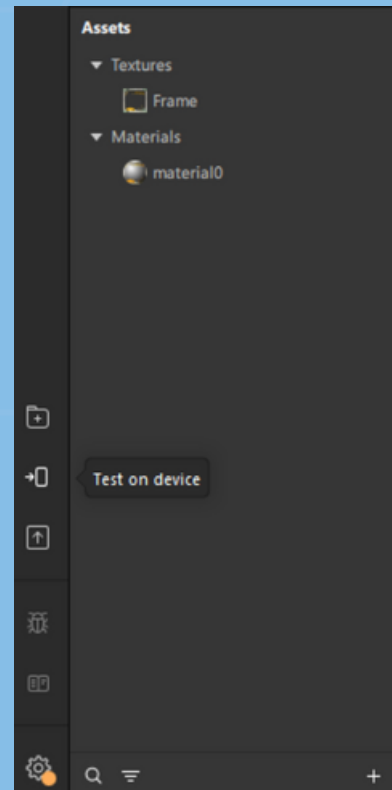 Assets
Textures
Frame
Materials
material0
Test on device